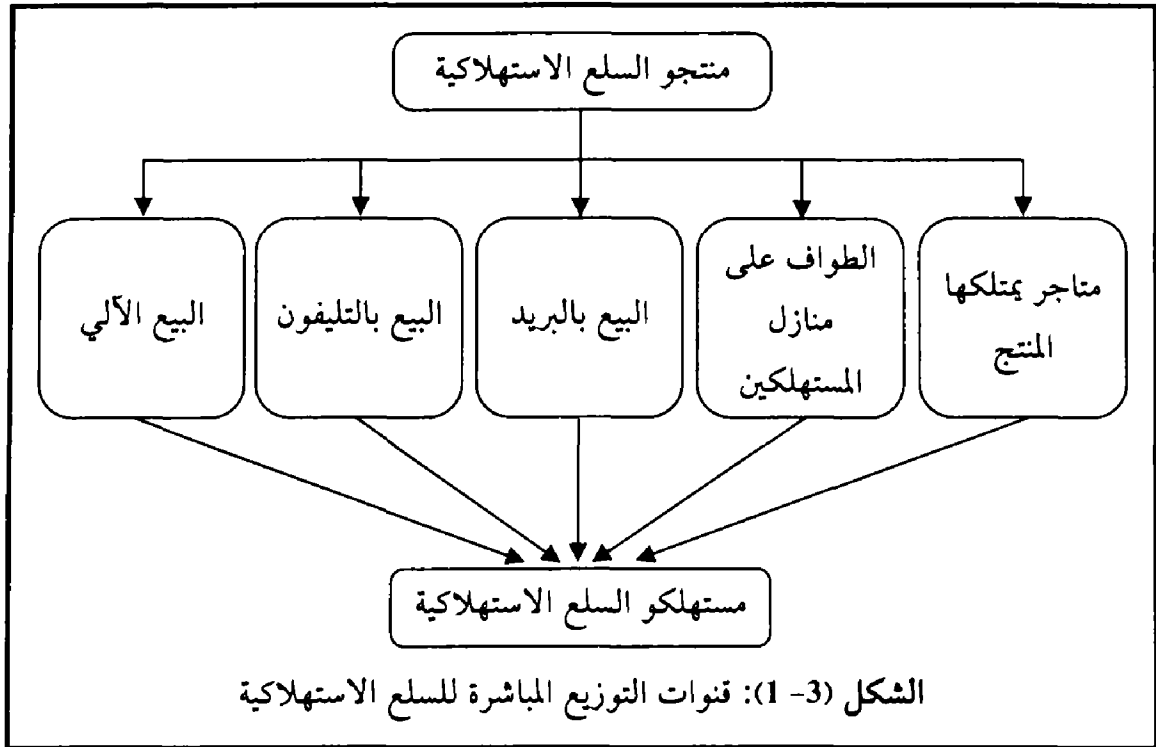 منتجو السلع الاستهلاكية
متاجر يمتلكها
المنتج
الطواف على
منازل
المستهلكين
البيع بالبريد
البيع بالتليفون
البيع الآلي
مستهلكو السلع الاستهلاكية
الشكل (3- 1): قنوات التوزيع المباشرة للسلع الاستهلاكية